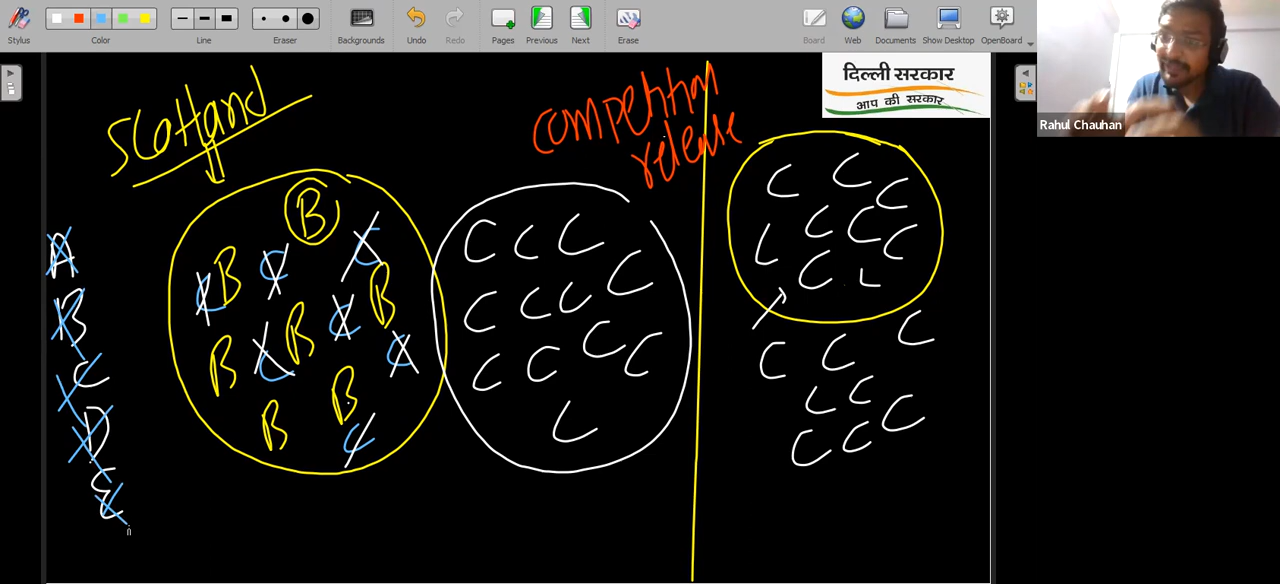 Stylus
Color
Line
Eraser
Backgrounds
Undo
Redo
Pages
Previous
Next
Erase
Board
Web
Documents
Show Desktop
OpenBoard
Rahul Chauhan
दिल्ली सरकार
आप की सरकार
Scotland
competition
release
A
B
C
D
E
B
B
C
C
C
B
C
B
C
B
C
B
B
C
C C C
C
C C C
C
C C C
C
C C
C
C C
L C
C L
C
C C
C C
C
C C